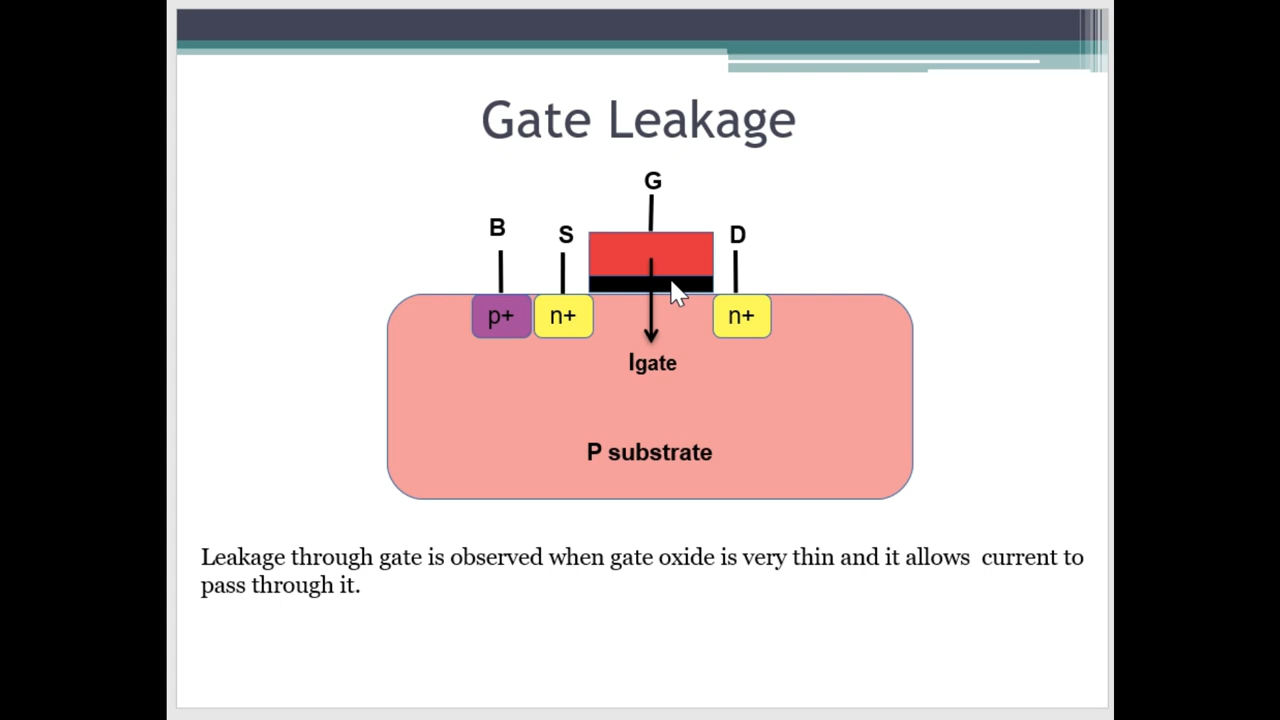 Gate Leakage
G
B
S
D
p+
n+
n+
Igate
P substrate
Leakage through gate is observed when gate oxide is very thin and it allows  current to
pass through it.